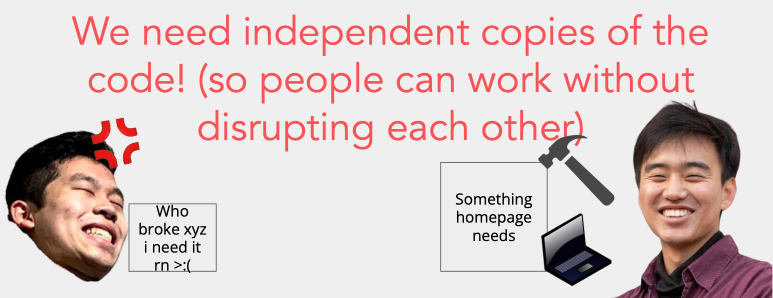 We need independent copies of the
code! (so people can work without
disrupting each other)
Who
broke xyz
i need it
rn >:(
Something
homepage
needs